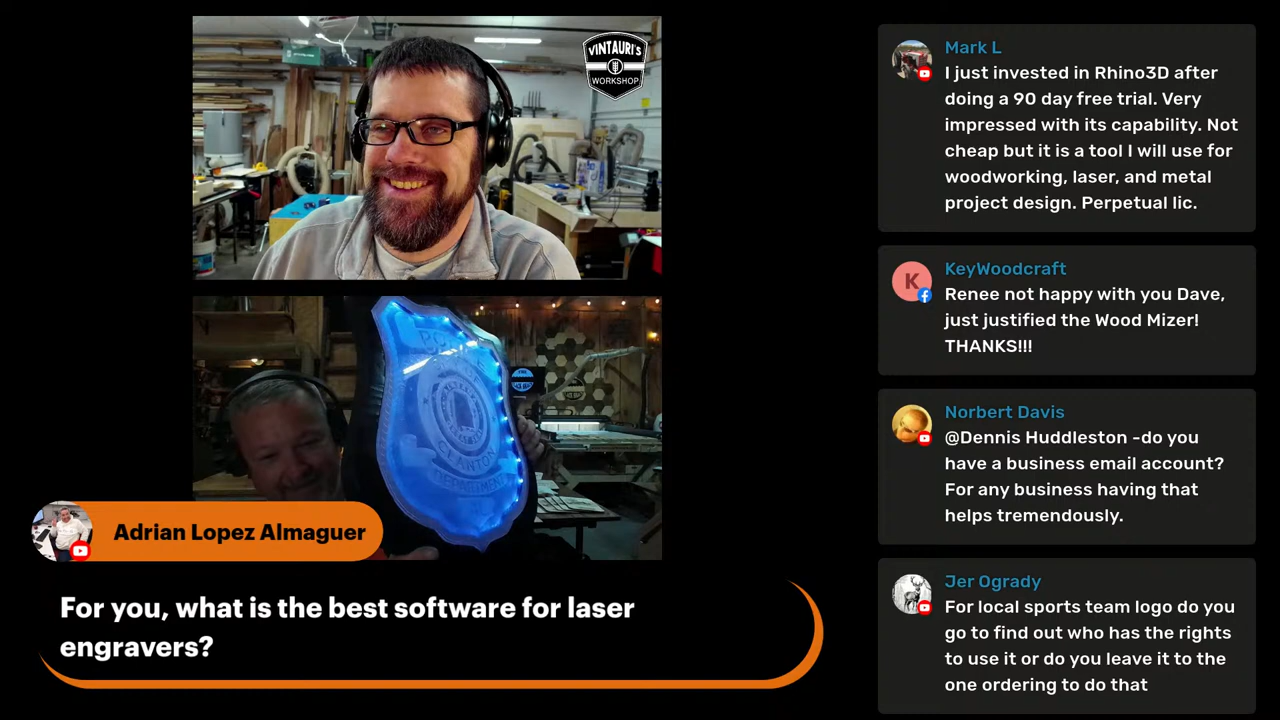 VINTAURI'S
WORKSHOP
POLICE
CLANTON
DEPARTMENT
Adrian Lopez Almaguer
For you, what is the best software for laser
engravers?
Mark L
I just invested in Rhino3D after
doing a 90 day free trial. Very
impressed with its capability. Not
cheap but it is a tool I will use for
woodworking, laser, and metal
project design. Perpetual lic.
K
KeyWoodcraft
Renee not happy with you Dave,
just justified the Wood Mizer!
THANKS!!!
Norbert Davis
@Dennis Huddleston -do you
have a business email account?
For any business having that
helps tremendously.
Jer Ogrady
For local sports team logo do you
go to find out who has the rights
to use it or do you leave it to the
one ordering to do that